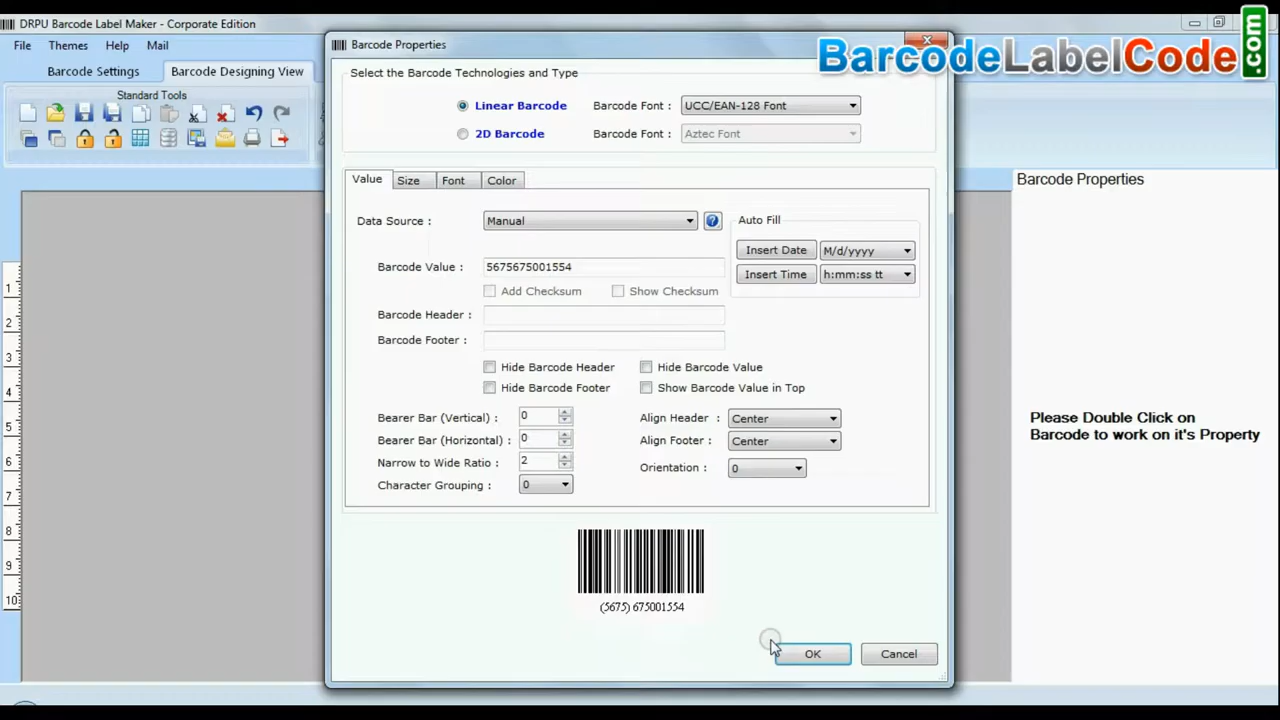 DRPU Barcode Label Maker - Corporate Edition
File Themes Help Mail
Barcode Settings Barcode Designing View
Standard Tools
Barcode Properties
BarcodeLabelCode.com
Select the Barcode Technologies and Type
Linear Barcode Barcode Font : UCC/EAN-128 Font
2D Barcode Barcode Font : Aztec Font
Value Size Font Color
Data Source : Manual
Auto Fill
Insert Date M/d/yyyy
Barcode Value : 5675675001554
Insert Time h:mm:ss tt
Add Checksum Show Checksum
Barcode Header :
Barcode Footer :
Hide Barcode Header Hide Barcode Value
Hide Barcode Footer Show Barcode Value in Top
Bearer Bar (Vertical) : 0 Align Header : Center
Bearer Bar (Horizontal) : 0 Align Footer : Center
Narrow to Wide Ratio : 2 Orientation : 0
Character Grouping : 0
(5675) 675001554
OK Cancel
Barcode Properties
Please Double Click on
Barcode to work on it's Property
1
2
3
4
5
6
7
8
9
10